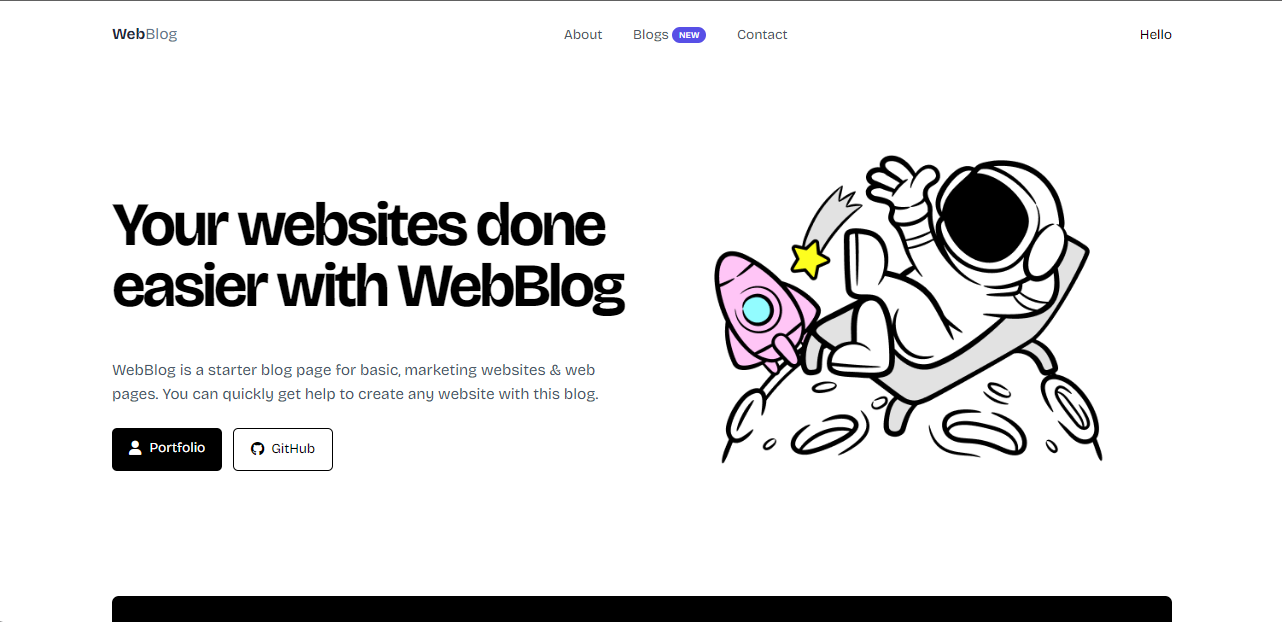 WebBlog
About
Blogs NEW
Contact
Hello
Your websites done
easier with WebBlog
WebBlog is a starter blog page for basic, marketing websites & web
pages. You can quickly get help to create any website with this blog.
Portfolio
GitHub